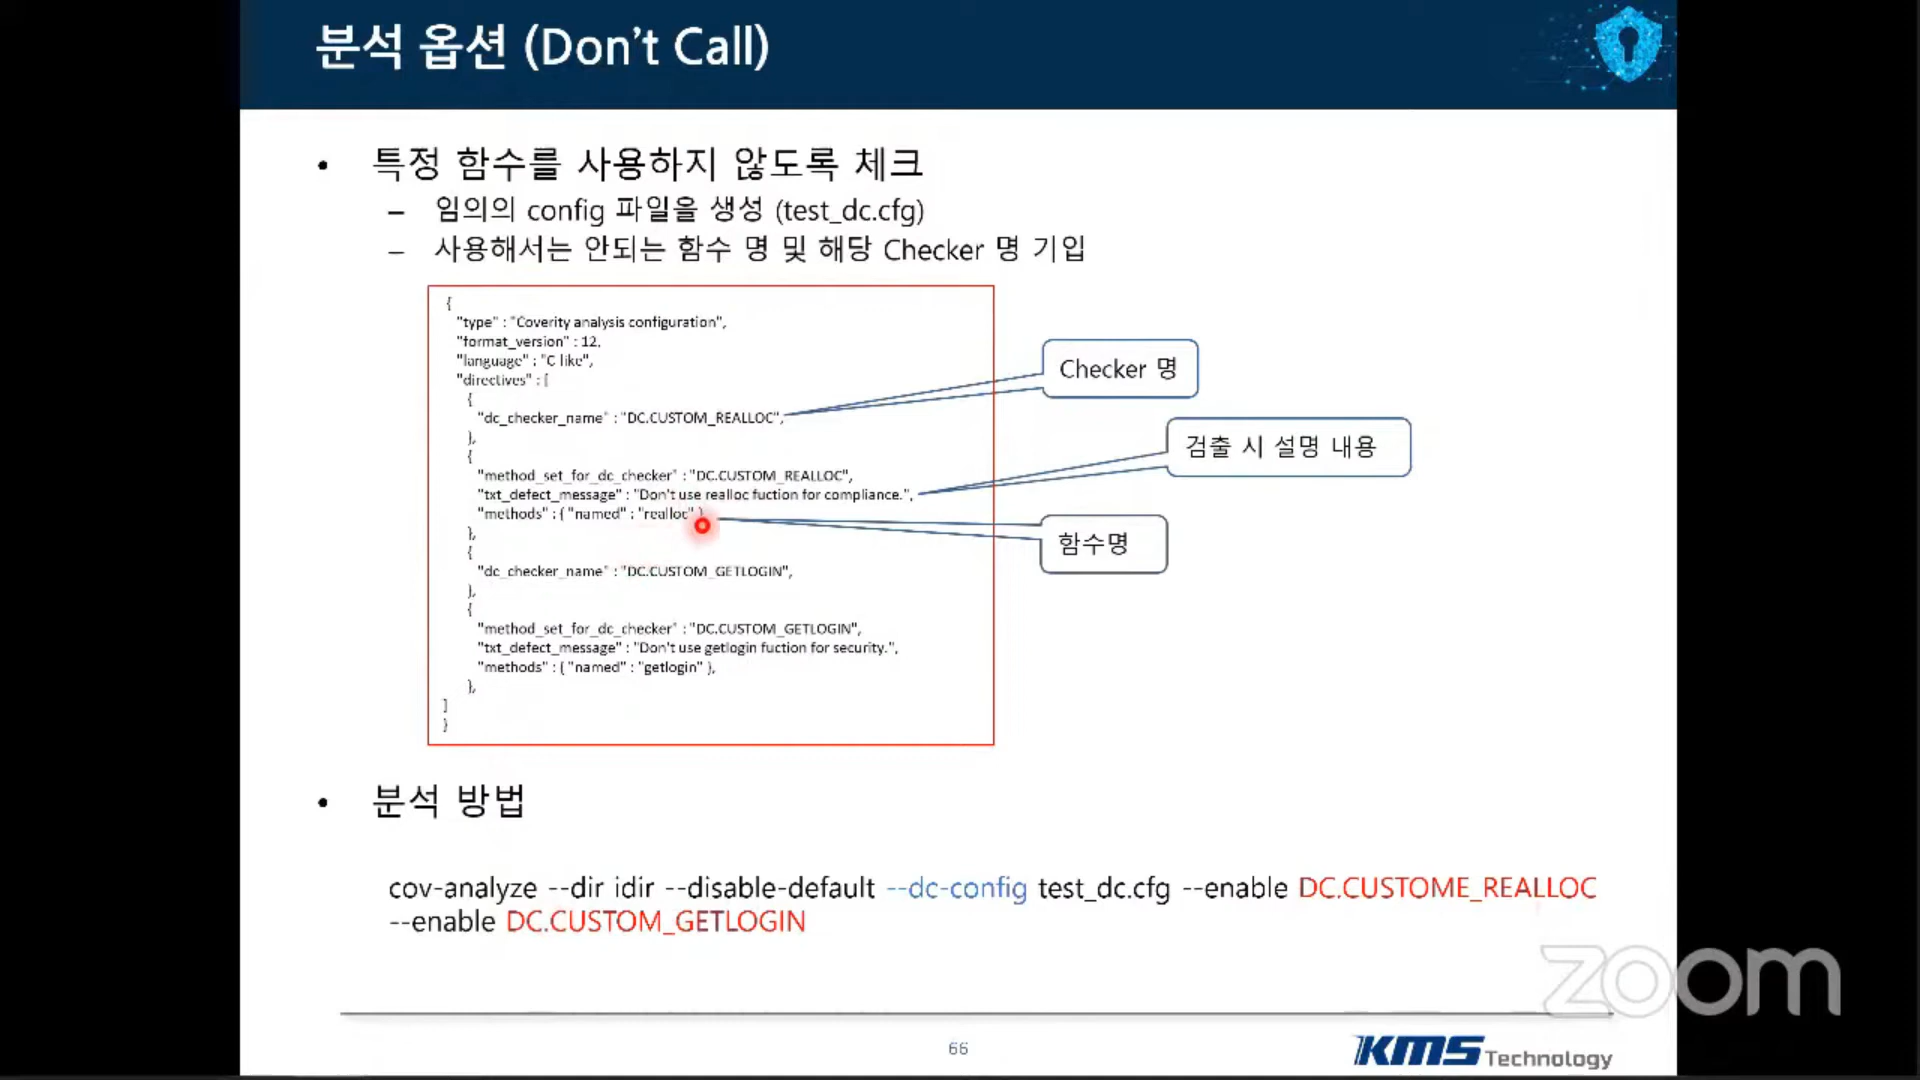 분석 옵션 (Don't Call)
• 특정 함수를 사용하지 않도록 체크
– 임의의 config 파일을 생성 (test_dc.cfg)
– 사용해서는 안되는 함수 명 및 해당 Checker 명 기입
{
"type" : "Coverity analysis configuration",
"format_version" : 12,
"language" : "C like",
"directives" : [
{
"dc_checker_name" : "DC.CUSTOM_REALLOC",
},
{
"method_set_for_dc_checker" : "DC.CUSTOM_REALLOC",
"txt_defect_message" : "Don't use realloc fuction for compliance.",
"methods" : { "named" : "realloc" }
},
{
"dc_checker_name" : "DC.CUSTOM_GETLOGIN",
},
{
"method_set_for_dc_checker" : "DC.CUSTOM_GETLOGIN",
"txt_defect_message" : "Don't use getlogin fuction for security.",
"methods" : { "named" : "getlogin" },
},
]
}
Checker 명
검출 시 설명 내용
함수명
• 분석 방법
cov-analyze --dir idir --disable-default --dc-config test_dc.cfg --enable DC.CUSTOME_REALLOC
--enable DC.CUSTOM_GETLOGIN
zoom
66
KMS Technology